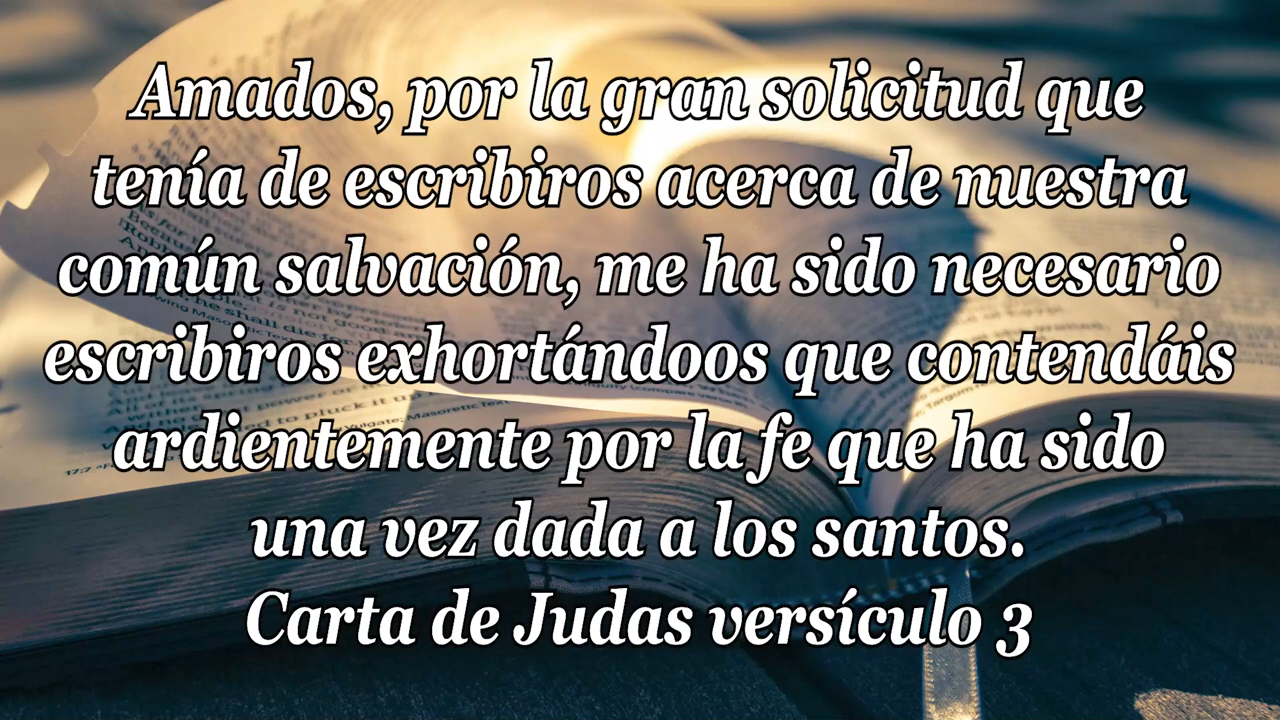 Amados, por la gran solicitud que
tenía de escribiros acerca de nuestra
común salvación, me ha sido necesario
escribiros exhortándoos que contendáis
ardientemente por la fe que ha sido
una vez dada a los santos.
Carta de Judas versículo 3